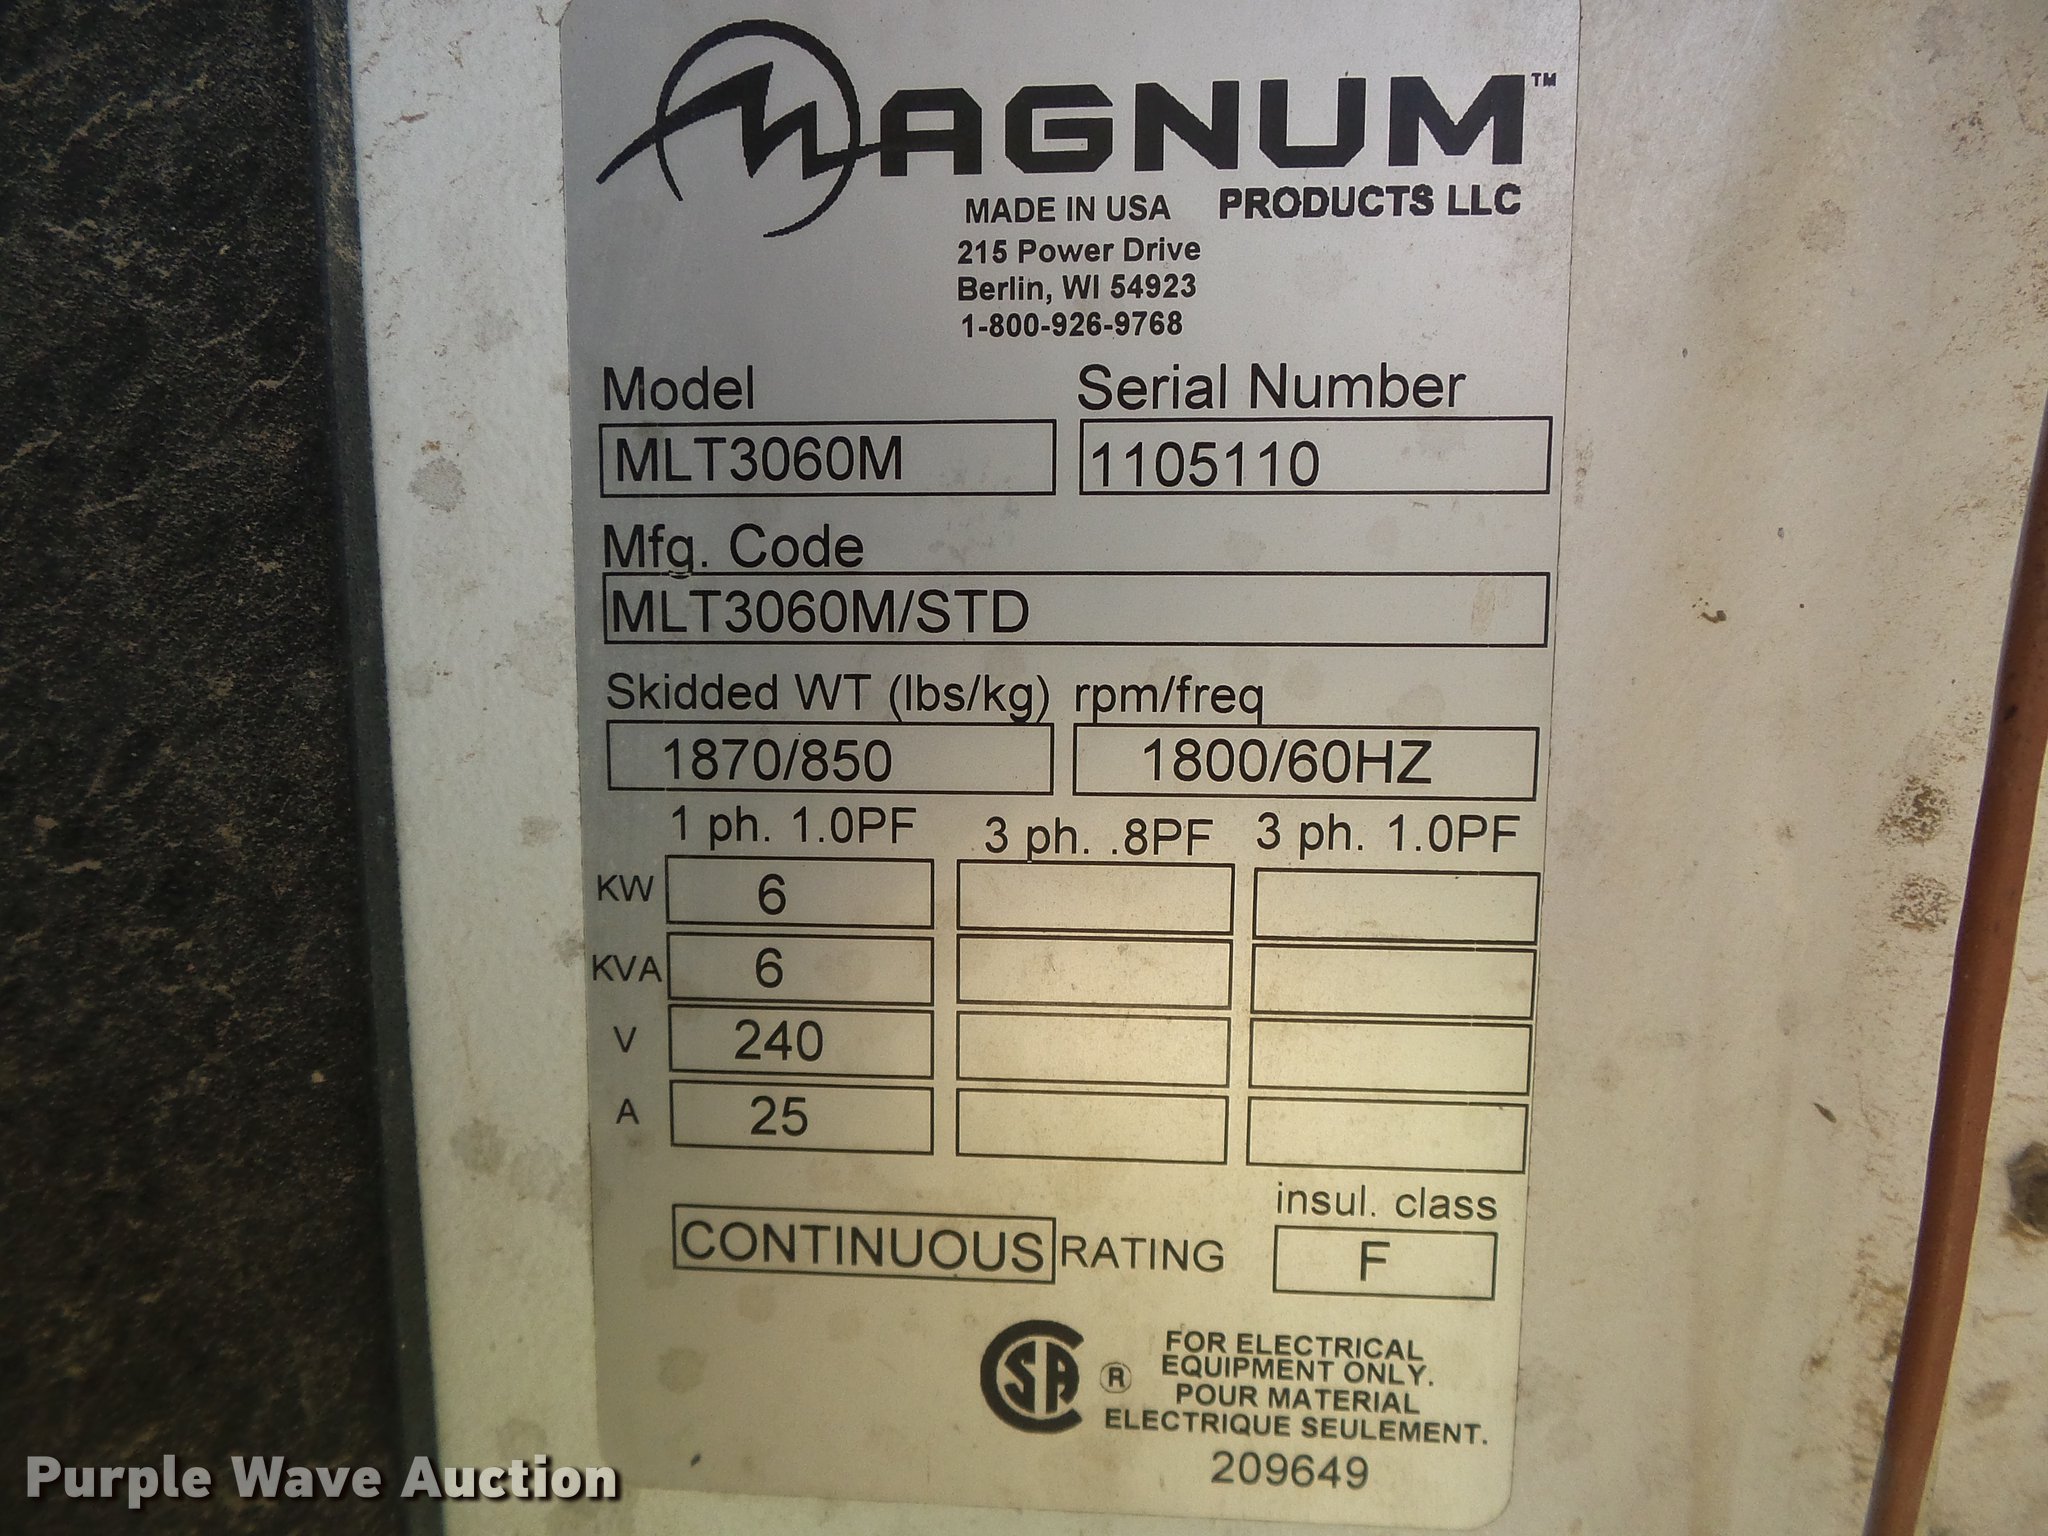 MAGNUM™
PRODUCTS LLC
MADE IN USA
215 Power Drive
Berlin, WI 54923
1-800-926-9768
Model Serial Number
MLT3060M 1105110
Mfg. Code
MLT3060M/STD
Skidded WT (lbs/kg) rpm/freq
1870/850 1800/60HZ
1 ph. 1.0PF 3 ph. .8PF 3 ph. 1.0PF
KW 6
KVA 6
V 240
A 25
insul. class
CONTINUOUS RATING F
CSA ® FOR ELECTRICAL
EQUIPMENT ONLY.
POUR MATERIAL
ELECTRIQUE SEULEMENT.
209649
Purple Wave Auction